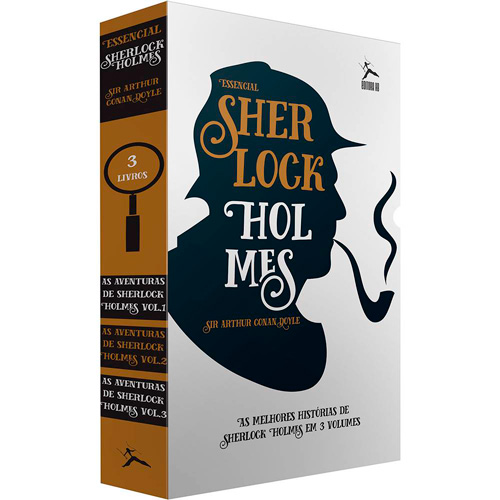 ESSENCIAL
SHERLOCK
HOLMES
SIR ARTHUR
CONAN DOYLE
3
LIVROS
AS AVENTURAS
DE SHERLOCK
HOLMES VOL.1
AS AVENTURAS
DE SHERLOCK
HOLMES VOL.2
AS AVENTURAS
DE SHERLOCK
HOLMES VOL.3
ESSENCIAL
SHER
LOCK
HOL
MES
SIR ARTHUR CONAN DOYLE
AS MELHORES HISTÓRIAS DE
SHERLOCK HOLMES EM 3 VOLUMES